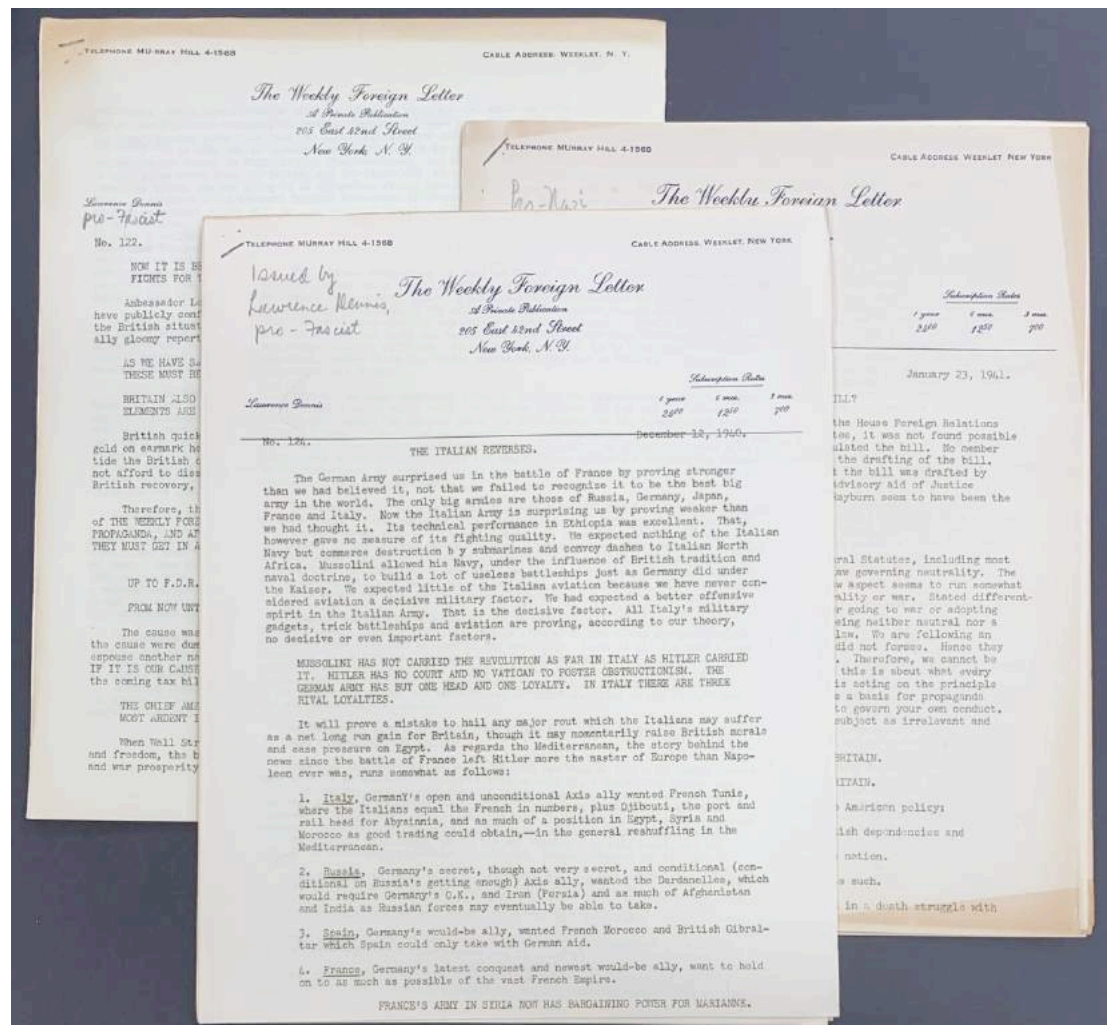 TELEPHONE MURRAY HILL 4-1568
CABLE ADDRESS: WEEKLET, N. Y.
The Weekly Foreign Letter
A Private Publication
205 East 42nd Street
New York, N. Y.
Lawrence Dennis
pro-Fascist
No. 122.
NOW IT IS
FIGHTS FOR
Ambassador
have publicly
the British
ally gloomy
AS WE HAVE
THESE MUST
BRITAIN ALSO
ELEMENTS ARE
British quick
gold on earmark
tide the British
not afford to
British recovery,
Therefore,
of THE WEEKLY
PROPAGANDA, AND
THEY MUST GET IN
UP TO F.D.R.
FROM NOW
The cause was
the cause were
espouse another
IF IT IS OUR CAUSE
the coming tax
THE CHIEF
MOST ARDENT
When Wall
and freedom, the
and war prosperity
TELEPHONE MURRAY HILL 4-1568
CABLE ADDRESS WEEKLET NEW YORK
Pro-Nazi
The Weekly Foreign Letter
Subscription Rates
1 year 6 mos. 3 mos.
24.00 12.50 7.00
January 23, 1941.
the House Foreign Relations
it was not found possible
the bill. No member
the drafting of the bill.
the bill was drafted by
advisory aid of Justice
Rayburn seem to have been the
Statutes, including most
governing neutrality. The
aspect seems to run somewhat
or war. Stated different-
going to war or adopting
neither neutral nor a
law. We are following an
did not forsee. Hence they
Therefore, we cannot be
this is about what every
is acting on the principle
a basis for propaganda
to govern your own conduct.
subject as irrelevant and
BRITAIN.
American policy:
dependencies and
nation.
such.
in a death struggle with
TELEPHONE MURRAY HILL 4-1568
CABLE ADDRESS, WEEKLET, NEW YORK
Issued by
Lawrence Dennis,
pro-Fascist
The Weekly Foreign Letter
A Private Publication
205 East 42nd Street
New York, N. Y.
Subscription Rates
1 year 6 mos. 3 mos.
24.00 12.50 7.00
Lawrence Dennis
No. 124.
December 12, 1940.
THE ITALIAN REVERSES.
The German Army surprised us in the battle of France by proving stronger
than we had believed it, not that we failed to recognize it to be the best big
army in the world. The only big armies are those of Russia, Germany, Japan,
France and Italy. Now the Italian Army is surprising us by proving weaker than
we had thought it. Its technical performance in Ethiopia was excellent. That,
however gave no measure of its fighting quality. We expected nothing of the Italian
Navy but commerce destruction b y submarines and convoy dashes to Italian North
Africa. Mussolini allowed his Navy, under the influence of British tradition and
naval doctrine, to build a lot of useless battleships just as Germany did under
the Kaiser. We expected little of the Italian aviation because we have never con-
sidered aviation a decisive military factor. We had expected a better offensive
spirit in the Italian Army. That is the decisive factor. All Italy's military
gadgets, trick battleships and aviation are proving, according to our theory,
no decisive or even important factors.
MUSSOLINI HAS NOT CARRIED THE REVOLUTION AS FAR IN ITALY AS HITLER CARRIED
IT. HITLER HAS NO COURT AND NO VATICAN TO FOSTER OBSTRUCTIONISM. THE
GERMAN ARMY HAS BUT ONE HEAD AND ONE LOYALTY. IN ITALY THERE ARE THREE
RIVAL LOYALTIES.
It will prove a mistake to hail any major rout which the Italians may suffer
as a net long run gain for Britain, though it may momentarily raise British morale
and ease pressure on Egypt. As regards the Mediterranean, the story behind the
news since the battle of France left Hitler more the master of Europe than Napo-
leon ever was, runs somewhat as follows:
1. Italy, GermanY's open and unconditional Axis ally wanted French Tunis,
where the Italians equal the French in numbers, plus Djibouti, the port and
rail head for Abyssinia, and as much of a position in Egypt, Syria and
Morocco as good trading could obtain,--in the general reshuffling in the
Mediterranean.
2. Russia, Germany's secret, though not very secret, and conditional (con-
ditional on Russia's getting enough) Axis ally, wanted the Dardanelles, which
would require Germany's O.K., and Iran (Persia) and as much of Afghanistan
and India as Russian forces may eventually be able to take.
3. Spain, Germany's would-be ally, wanted French Morocco and British Gibral-
tar which Spain could only take with German aid.
4. France, Germany's latest conquest and newest would-be ally, want to hold
on to as much as possible of the vast French Empire.
FRANCE'S ARMY IN SYRIA NOW HAS BARGAINING POWER FOR MARIANNE.